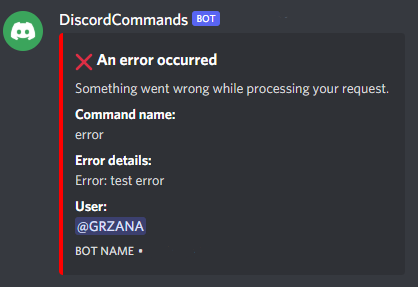 DiscordCommands BOT
❌ An error occurred
Something went wrong while processing your request.
Command name:
error
Error details:
Error: test error
User:
@GRZANA
BOT NAME •